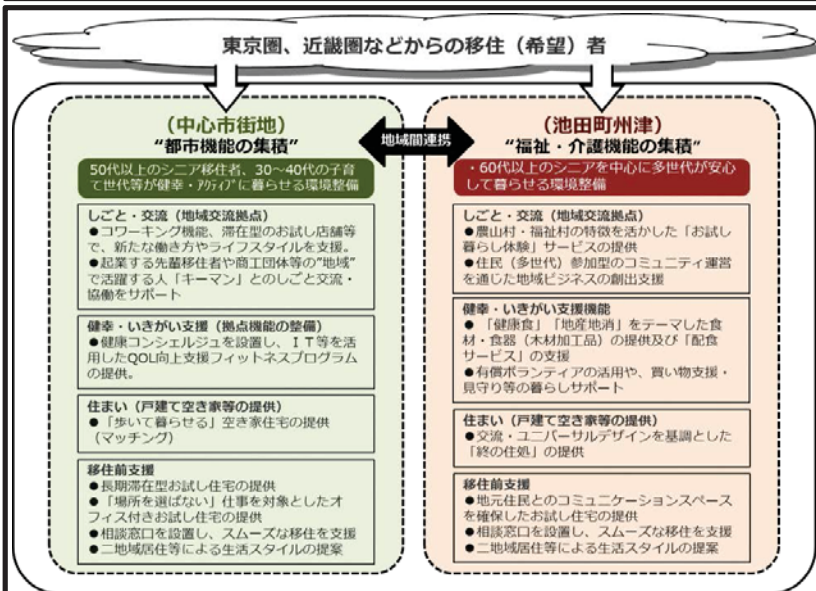 東京圏、近畿圏などからの移住（希望）者
（中心市街地）
“都市機能の集積”
50代以上のシニア移住者、30～40代の子育
て世代等が健幸・ｱｸﾃｨﾌﾞに暮らせる環境整備
しごと・交流（地域交流拠点）
●コワーキング機能、滞在型のお試し店舗等
で、新たな働き方やライフスタイルを支援。
●起業する先輩移住者や商工団体等の”地域”
で活躍する人「キーマン」とのしごと交流・
協働をサポート
健幸・いきがい支援（拠点機能の整備）
●健康コンシェルジュを設置し、ＩＴ等を活
用したQOL向上支援フィットネスプログラム
の提供。
住まい（戸建て空き家等の提供）
●「歩いて暮らせる」空き家住宅の提供
（マッチング）
移住前支援
●長期滞在型お試し住宅の提供
●「場所を選ばない」仕事を対象としたオ
フィス付きお試し住宅の提供
●相談窓口を設置し、スムーズな移住を支援
●二地域居住等による生活スタイルの提案
地域間連携
（池田町州津）
“福祉・介護機能の集積”
・60代以上のシニアを中心に多世代が安心
して暮らせる環境整備
しごと・交流（地域交流拠点）
●農山村・福祉村の特徴を活かした「お試し
暮らし体験」サービスの提供
●住民（多世代）参加型のコミュニティ運営
を通じた地域ビジネスの創出支援
健幸・いきがい支援機能
●「健康食」「地産地消」をテーマした食
材・食器（木材加工品）の提供及び「配食
サービス」の支援
●有償ボランティアの活用や、買い物支援・
見守り等の暮らしサポート
住まい（戸建て空き家等の提供）
●交流・ユニバーサルデザインを基調とした
「終の住処」の提供
移住前支援
●地元住民とのコミュニケーションスペース
を確保したお試し住宅の提供
●相談窓口を設置し、スムーズな移住を支援
●二地域居住等による生活スタイルの提案